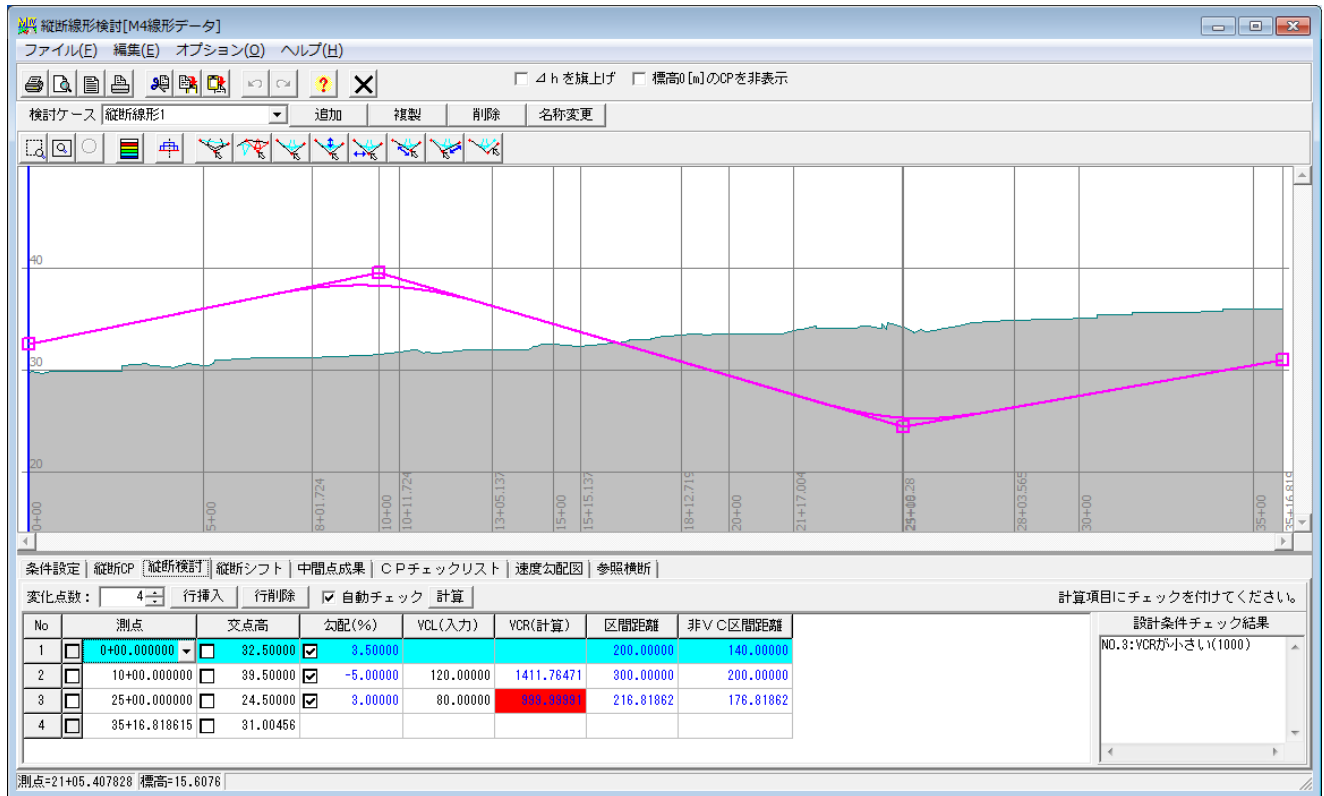 縦断線形検討[M4線形データ]
ファイル(F) 編集(E) オプション(O) ヘルプ(H)
⊿hを旗上げ 標高0[m]のCPを非表示
検討ケース 縦断線形1 追加 複製 削除 名称変更
40
30
20
0+00
5+00
8+01.724
10+00
10+11.724
13+05.137
15+00
15+15.137
18+12.719
20+00
21+17.004
25+00
28+03.565
30+00
35+00
35+16.819
条件設定 縦断CP 縦断検討 縦断シフト 中間点成果 CPチェックリスト 速度勾配図 参照横断
変化点数: 4 行挿入 行削除 自動チェック 計算 計算項目にチェックを付けてください。
No 測点 交点高 勾配(%) VCL(入力) VCR(計算) 区間距離 非VC区間距離 設計条件チェック結果
1 0+00.000000 32.50000 3.50000 200.00000 140.00000 NO.3:VCRが小さい(1000)
2 10+00.000000 39.50000 -5.00000 120.00000 1411.76471 300.00000 200.00000
3 25+00.000000 24.50000 3.00000 80.00000 216.81862 176.81862
4 35+16.818615 31.00456
測点=21+05.407828 標高=15.6076